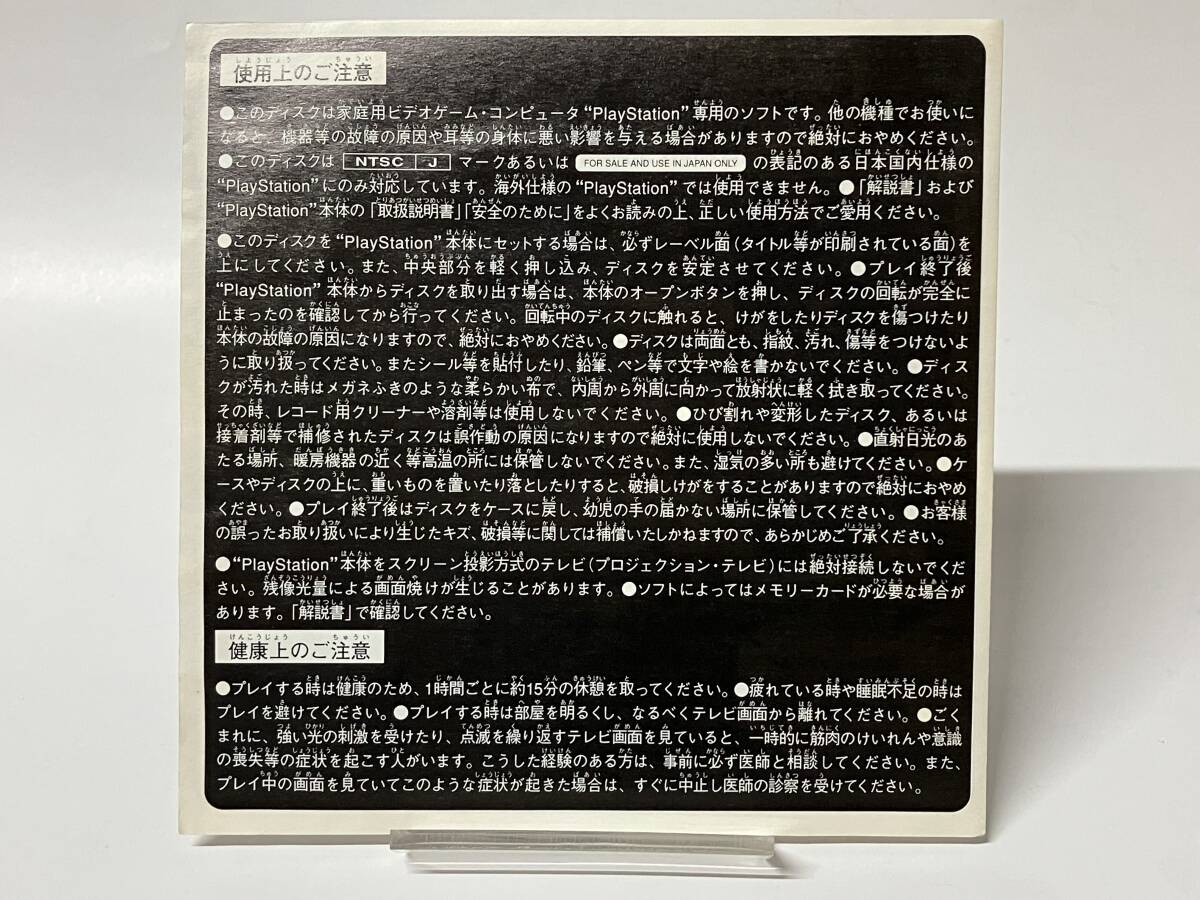 使用上のご注意
●このディスクは家庭用ビデオゲーム・コンピュータ“PlayStation”専用のソフトです。他の機種でお使いに
なると、機器等の故障の原因や耳等の身体に悪い影響を与える場合がありますので絶対におやめください。
●このディスクは NTSC J マークあるいは FOR SALE AND USE IN JAPAN ONLY の表記のある日本国内仕様の
“PlayStation”にのみ対応しています。海外仕様の“PlayStation”では使用できません。●「解説書」および
“PlayStation”本体の「取扱説明書」「安全のために」をよくお読みの上、正しい使用方法でご愛用ください。
●このディスクを“PlayStation”本体にセットする場合は、必ずレーベル面(タイトル等が印刷されている面)を
上にしてください。また、中央部分を軽く押し込み、ディスクを安定させてください。●プレイ終了後
“PlayStation”本体からディスクを取り出す場合は、本体のオープンボタンを押し、ディスクの回転が完全に
止まったのを確認してから行ってください。回転中のディスクに触れると、けがをしたりディスクを傷つけたり
本体の故障の原因になりますので、絶対におやめください。●ディスクは両面とも、指紋、汚れ、傷等をつけないよ
うに取り扱ってください。またシール等を貼付したり、鉛筆、ペン等で文字や絵を書かないでください。●ディス
クが汚れた時はメガネふきのような柔らかい布で、内周から外周に向かって放射状に軽く拭き取ってください。
その時、レコード用クリーナーや溶剤等は使用しないでください。●ひび割れや変形したディスク、あるいは
接着剤等で補修されたディスクは誤作動の原因になりますので絶対に使用しないでください。●直射日光のあ
たる場所、暖房機器の近く等高温の所には保管しないでください。また、湿気の多い所も避けてください。●ケ
ースやディスクの上に、重いものを置いたり落としたりすると、破損しけがをすることがありますので絶対におやめ
ください。●プレイ終了後はディスクをケースに戻し、幼児の手の届かない場所に保管してください。●お客様
の誤ったお取り扱いにより生じたキズ、破損等に関しては補償いたしかねますので、あらかじめご了承ください。
●“PlayStation”本体をスクリーン投影方式のテレビ(プロジェクション・テレビ)には絶対接続しないでくだ
さい。残像光量による画面焼けが生じることがあります。●ソフトによってはメモリーカードが必要な場合が
あります。「解説書」で確認してください。
健康上のご注意
●プレイする時は健康のため、1時間ごとに約15分の休憩を取ってください。●疲れている時や睡眠不足の時は
プレイを避けてください。●プレイする時は部屋を明るくし、なるべくテレビ画面から離れてください。●ごく
まれに、強い光の刺激を受けたり、点滅を繰り返すテレビ画面を見ていると、一時的に筋肉のけいれんや意識
の喪失等の症状を起こす人がいます。こうした経験のある方は、事前に必ず医師と相談してください。また、
プレイ中の画面を見ていてこのような症状が起きた場合は、すぐに中止し医師の診察を受けてください。